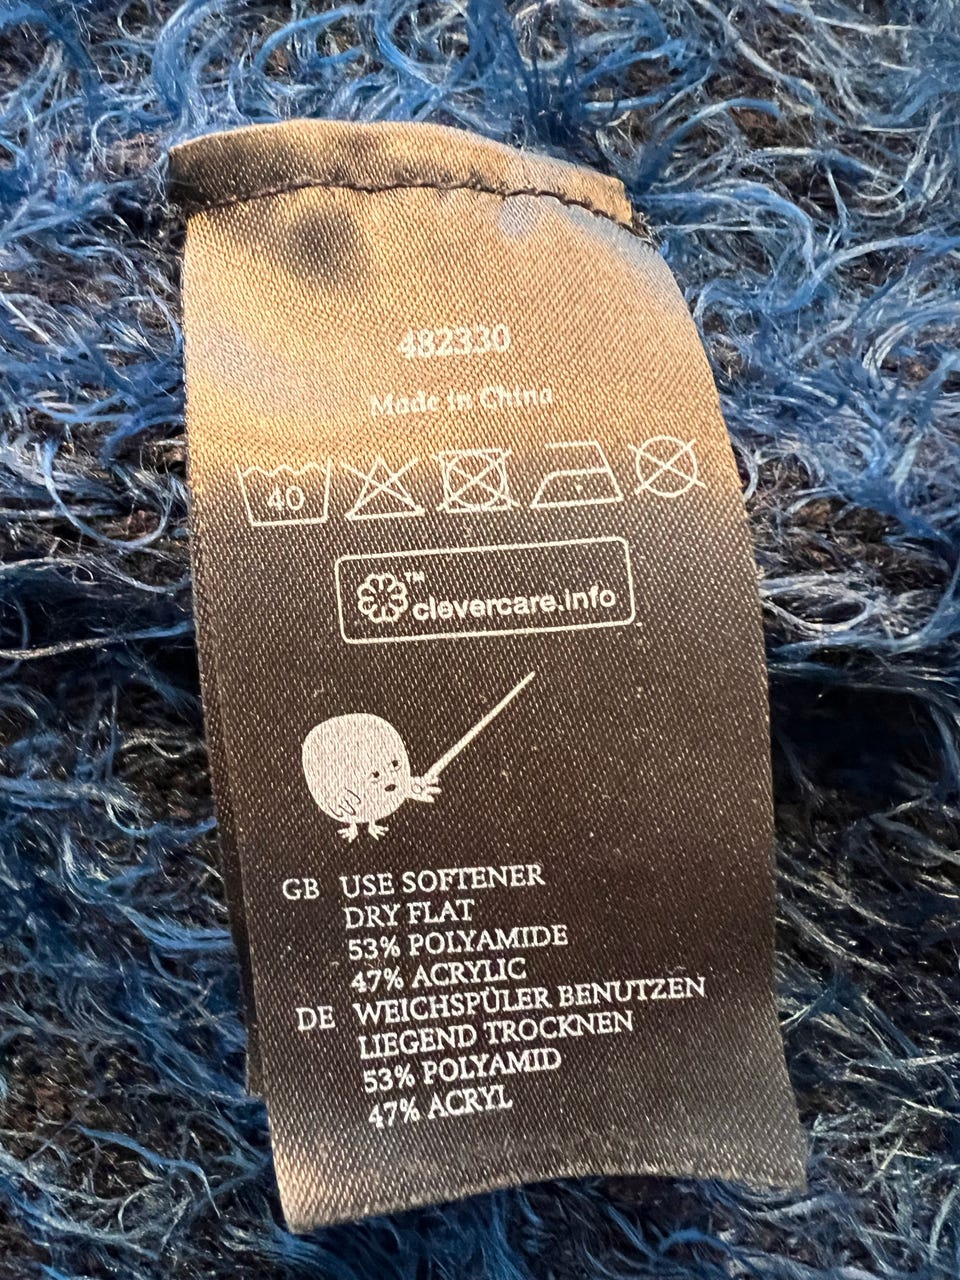 482330
Made in China
40
™ clevercare.info
GB USE SOFTENER
DRY FLAT
53% POLYAMIDE
47% ACRYLIC
DE WEICHSPÜLER BENUTZEN
LIEGEND TROCKNEN
53% POLYAMID
47% ACRYL